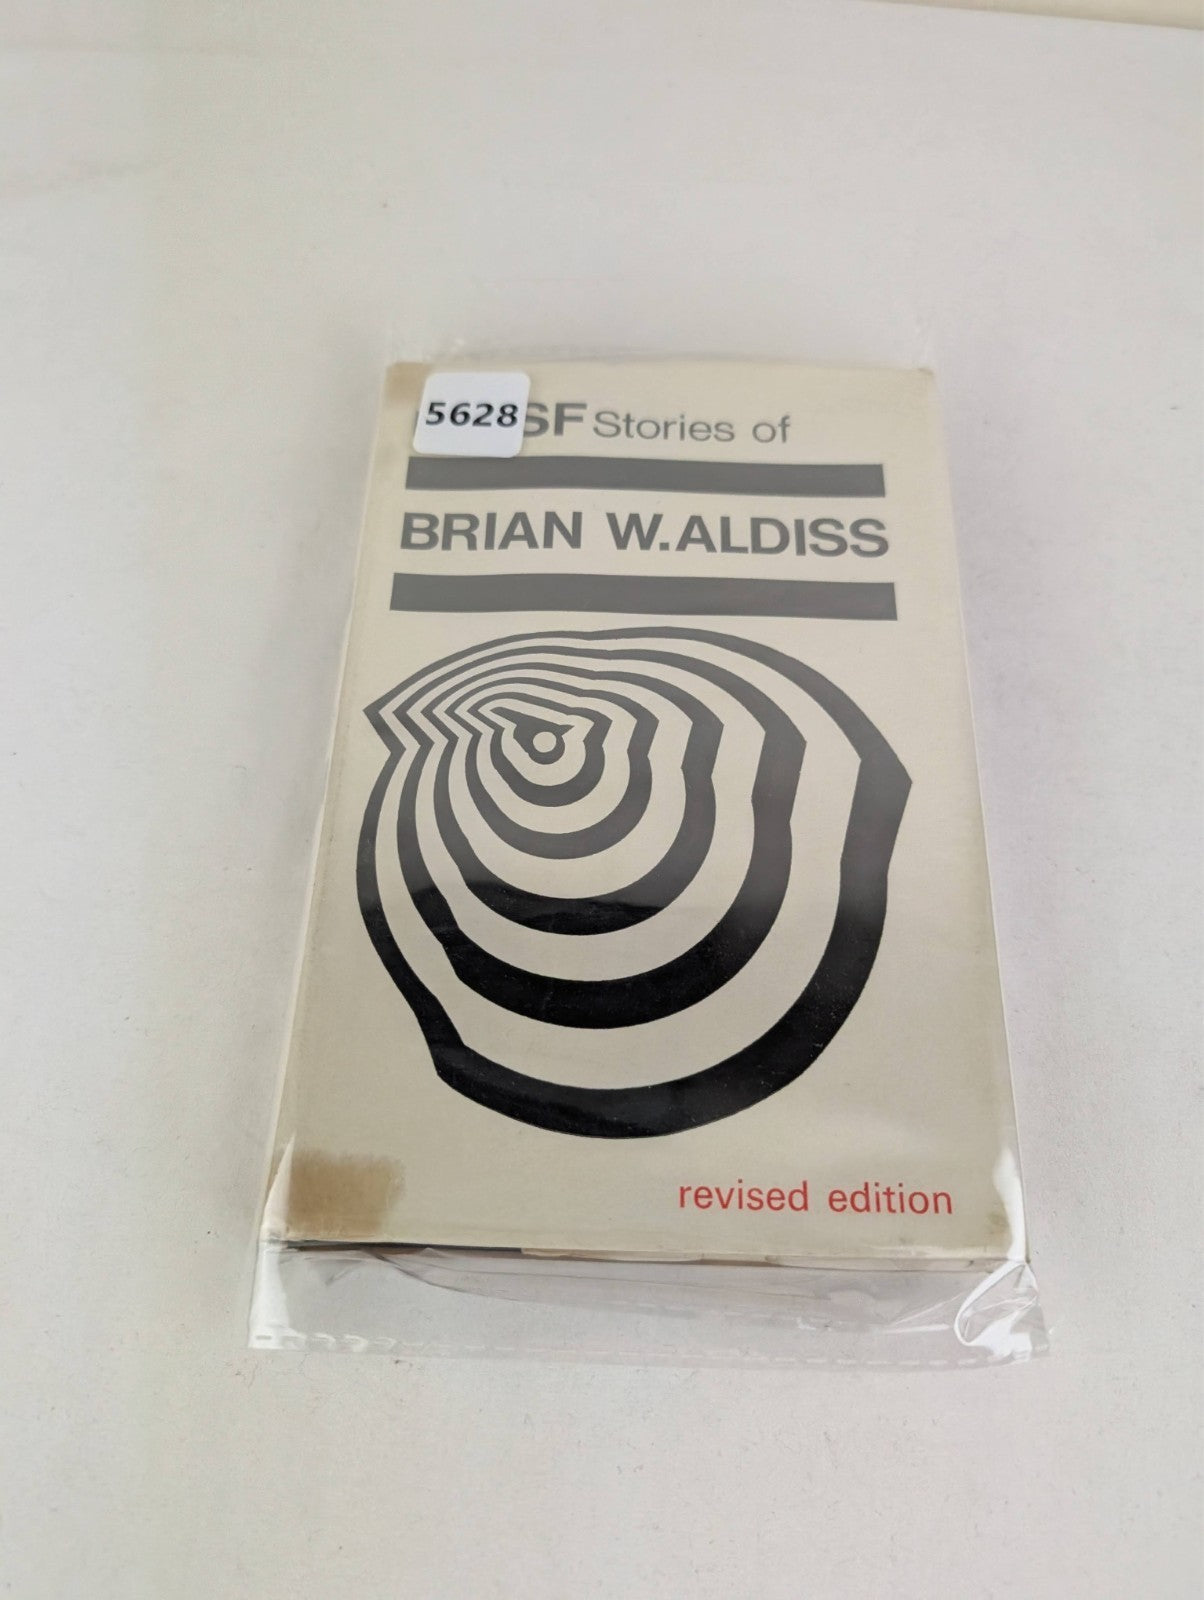 5628
SF Stories of
BRIAN W. ALDISS
revised edition